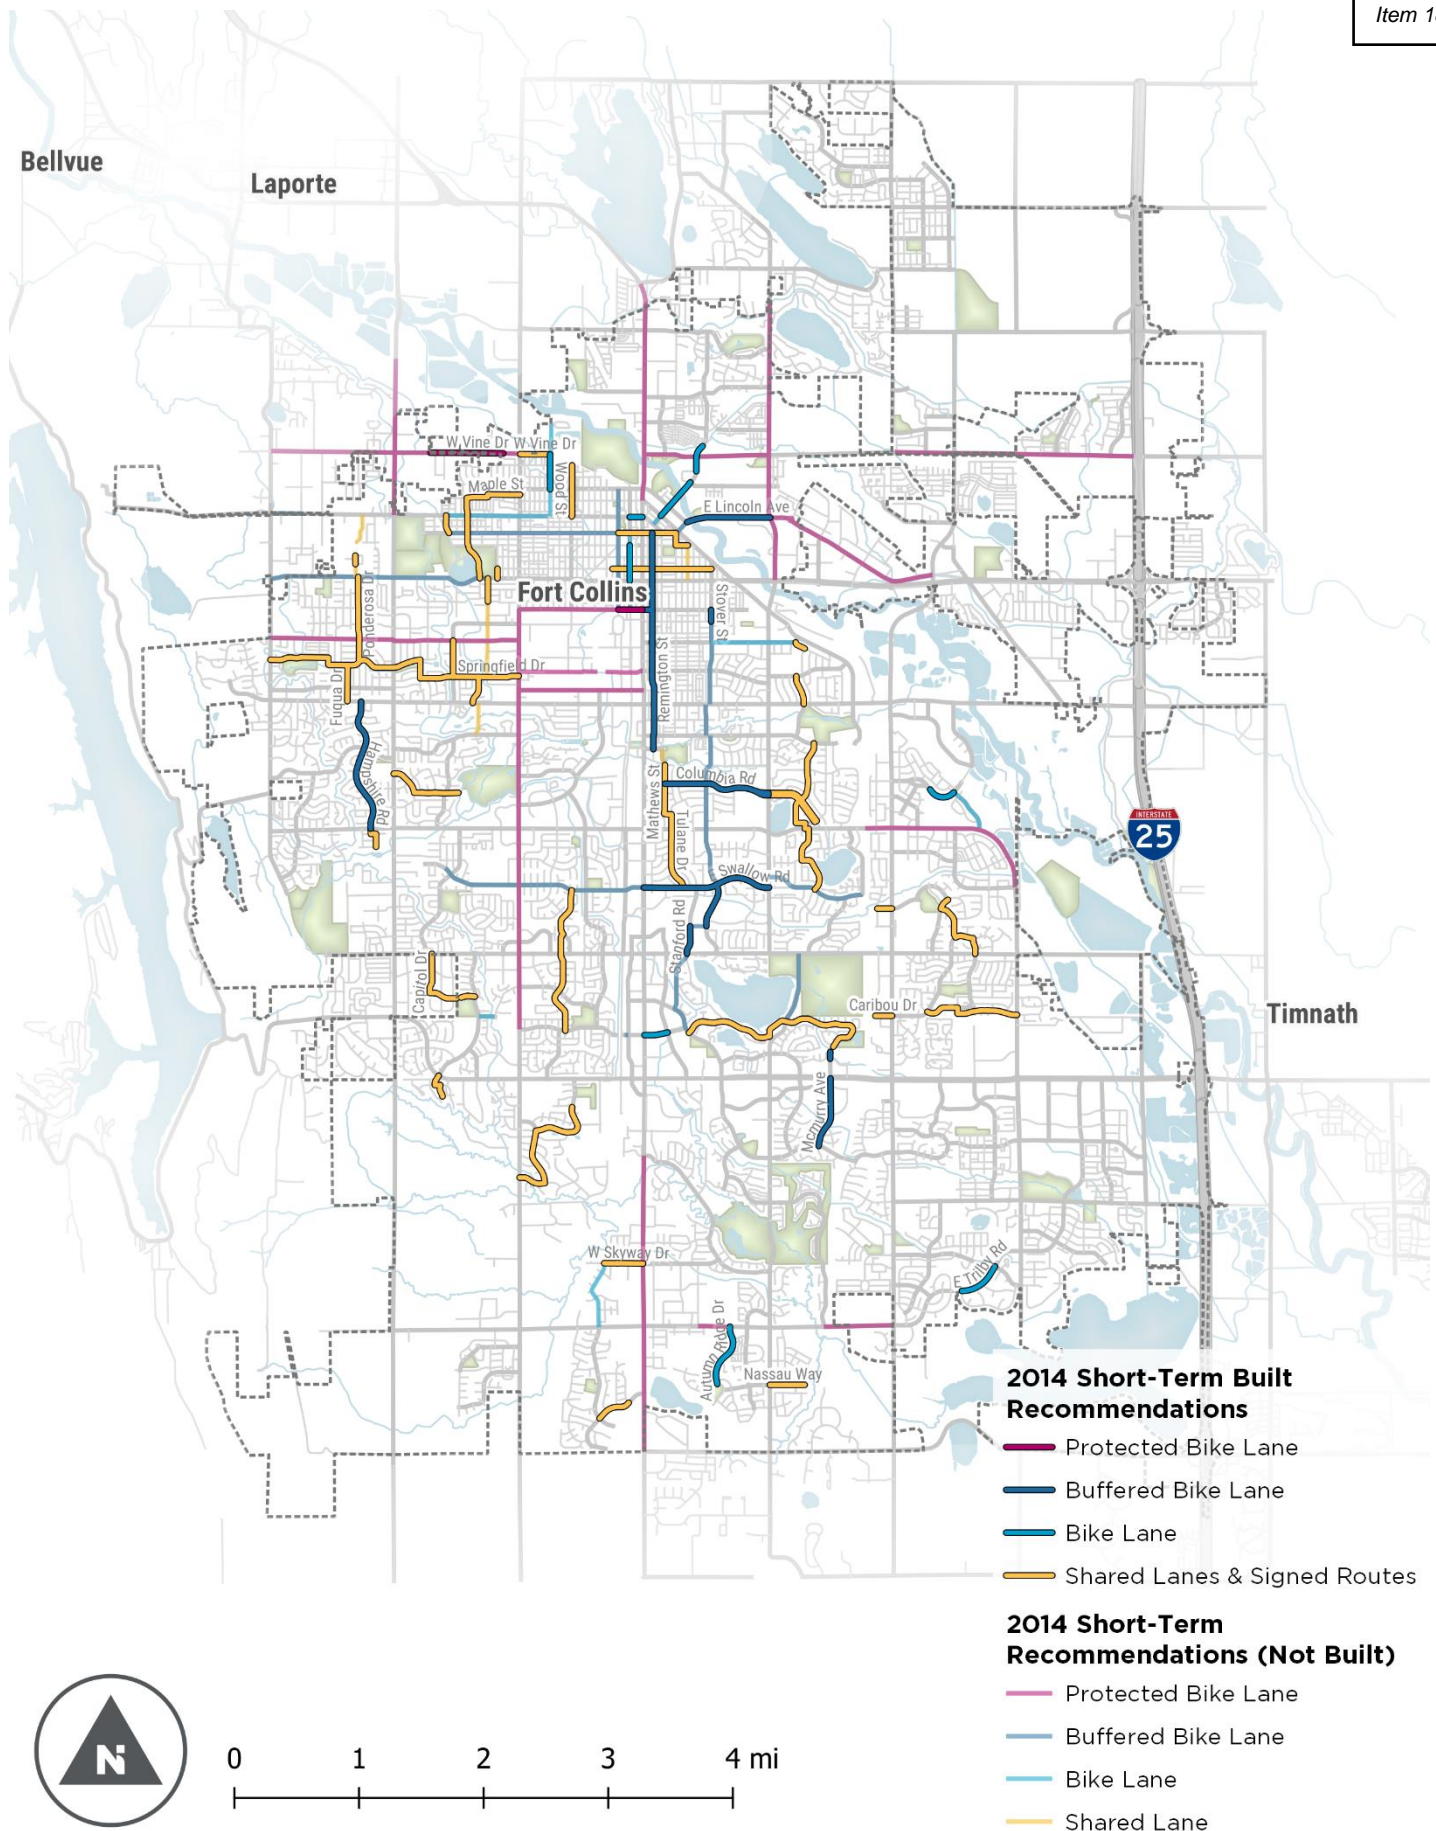 Bellvue
Laporte
W Vine Dr
W Vine Dr
Wood St
Maple St
E Lincoln Ave
Fort Collins
Ponderosa Dr
Stover St
Springfield Dr
Remington St
Fuqua Dr
Hampshire Rd
Columbia Rd
Mathews St
Tulane Dr
INTERSTATE
25
Swallow Rd
Stanford Rd
Capitol Dr
Caribou Dr
Timnath
Mcmurry Ave
W Skyway Dr
E Trilby Rd
Autumn Ridge Dr
Nassau Way
2014 Short-Term Built
Recommendations
Protected Bike Lane
Buffered Bike Lane
Bike Lane
Shared Lanes & Signed Routes
2014 Short-Term
Recommendations (Not Built)
Protected Bike Lane
Buffered Bike Lane
Bike Lane
Shared Lane
N
0 1 2 3 4 mi